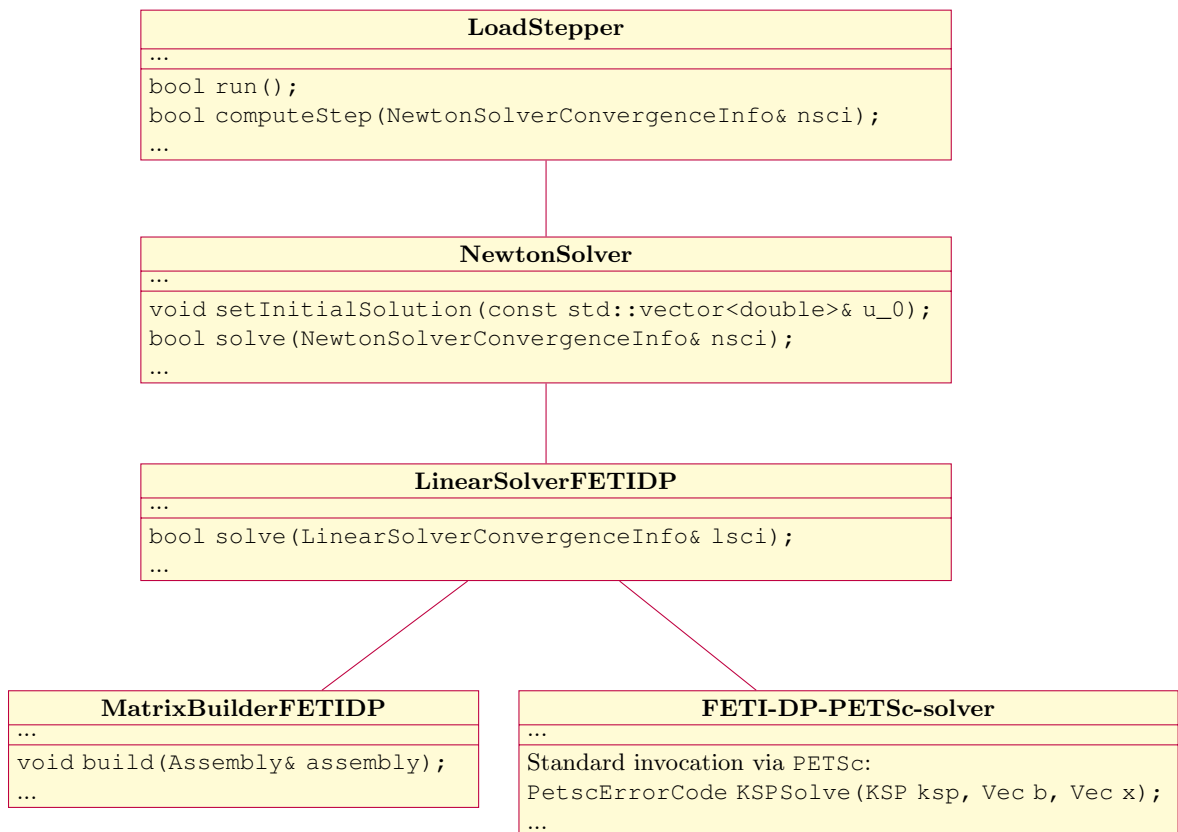 LoadStepper
...
bool run();
bool computeStep(NewtonSolverConvergenceInfo& nsci);
...
NewtonSolver
...
void setInitialSolution(const std::vector<double>& u_0);
bool solve(NewtonSolverConvergenceInfo& nsci);
...
LinearSolverFETIDP
...
bool solve(LinearSolverConvergenceInfo& lsci);
...
MatrixBuilderFETIDP
...
void build(Assembly& assembly);
...
FETI-DP-PETSc-solver
...
Standard invocation via PETSc:
PetscErrorCode KSPSolve(KSP ksp, Vec b, Vec x);
...